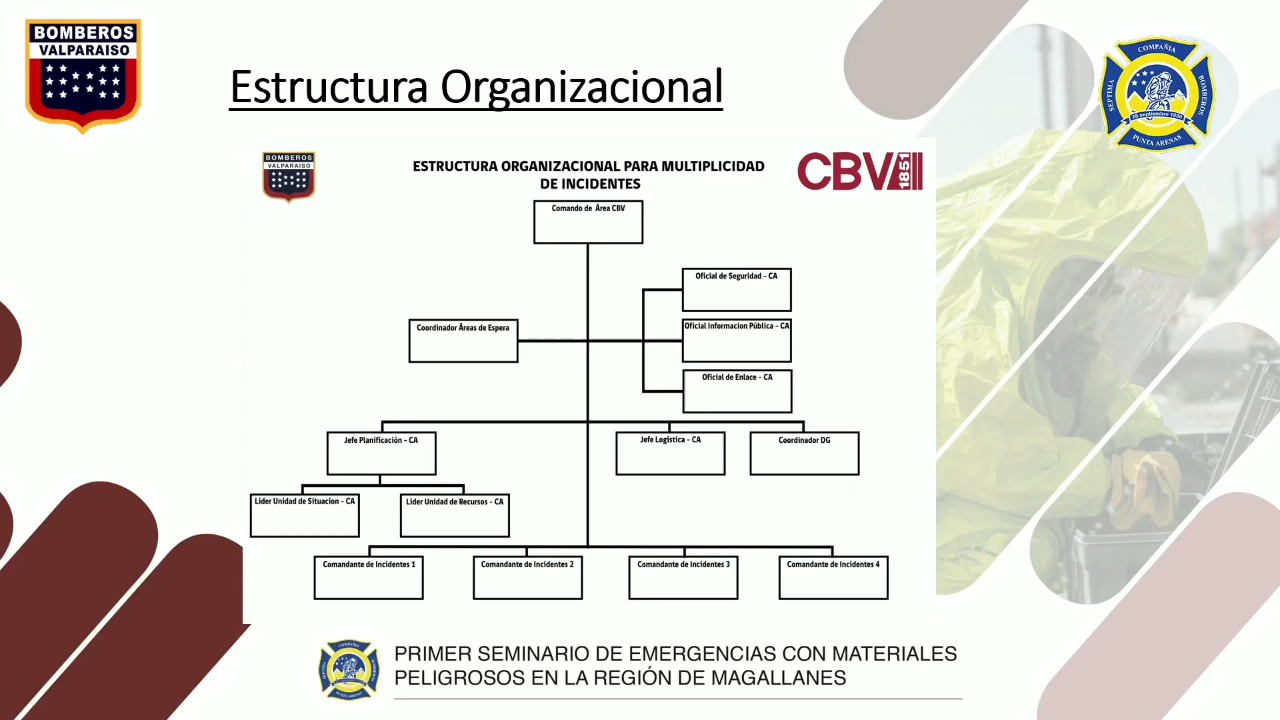 BOMBEROS
VALPARAISO
Estructura Organizacional
COMPAÑIA
SEPTIMA
BOMBEROS
PUNTA ARENAS
BOMBEROS
VALPARAISO
ESTRUCTURA ORGANIZACIONAL PARA MULTIPLICIDAD
DE INCIDENTES
CBV 1851
Comando de Área CBV
Oficial de Seguridad – CA
Coordinador Áreas de Espera
Oficial Informacion Pública – CA
Oficial de Enlace – CA
Jefe Planificación – CA
Jefe Logística – CA
Coordinador DG
Lider Unidad de Situacion – CA
Lider Unidad de Recursos – CA
Comandante de Incidentes 1
Comandante de Incidentes 2
Comandante de Incidentes 3
Comandante de Incidentes 4
PRIMER SEMINARIO DE EMERGENCIAS CON MATERIALES
PELIGROSOS EN LA REGIÓN DE MAGALLANES